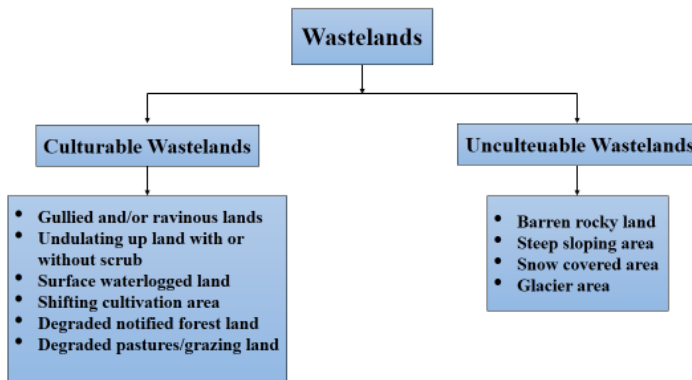 Wastelands
Culturable Wastelands
Unculteuable Wastelands
• Gullied and/or ravinous lands
• Undulating up land with or
without scrub
• Surface waterlogged land
• Shifting cultivation area
• Degraded notified forest land
• Degraded pastures/grazing land
• Barren rocky land
• Steep sloping area
• Snow covered area
• Glacier area